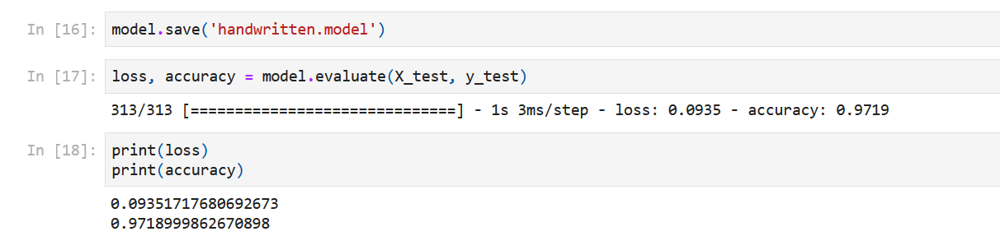 In [16]: model.save('handwritten.model')
In [17]: loss, accuracy = model.evaluate(X_test, y_test)
313/313 [==============================] - 1s 3ms/step - loss: 0.0935 - accuracy: 0.9719
In [18]: print(loss)
print(accuracy)
0.09351717680692673
0.9718999862670898